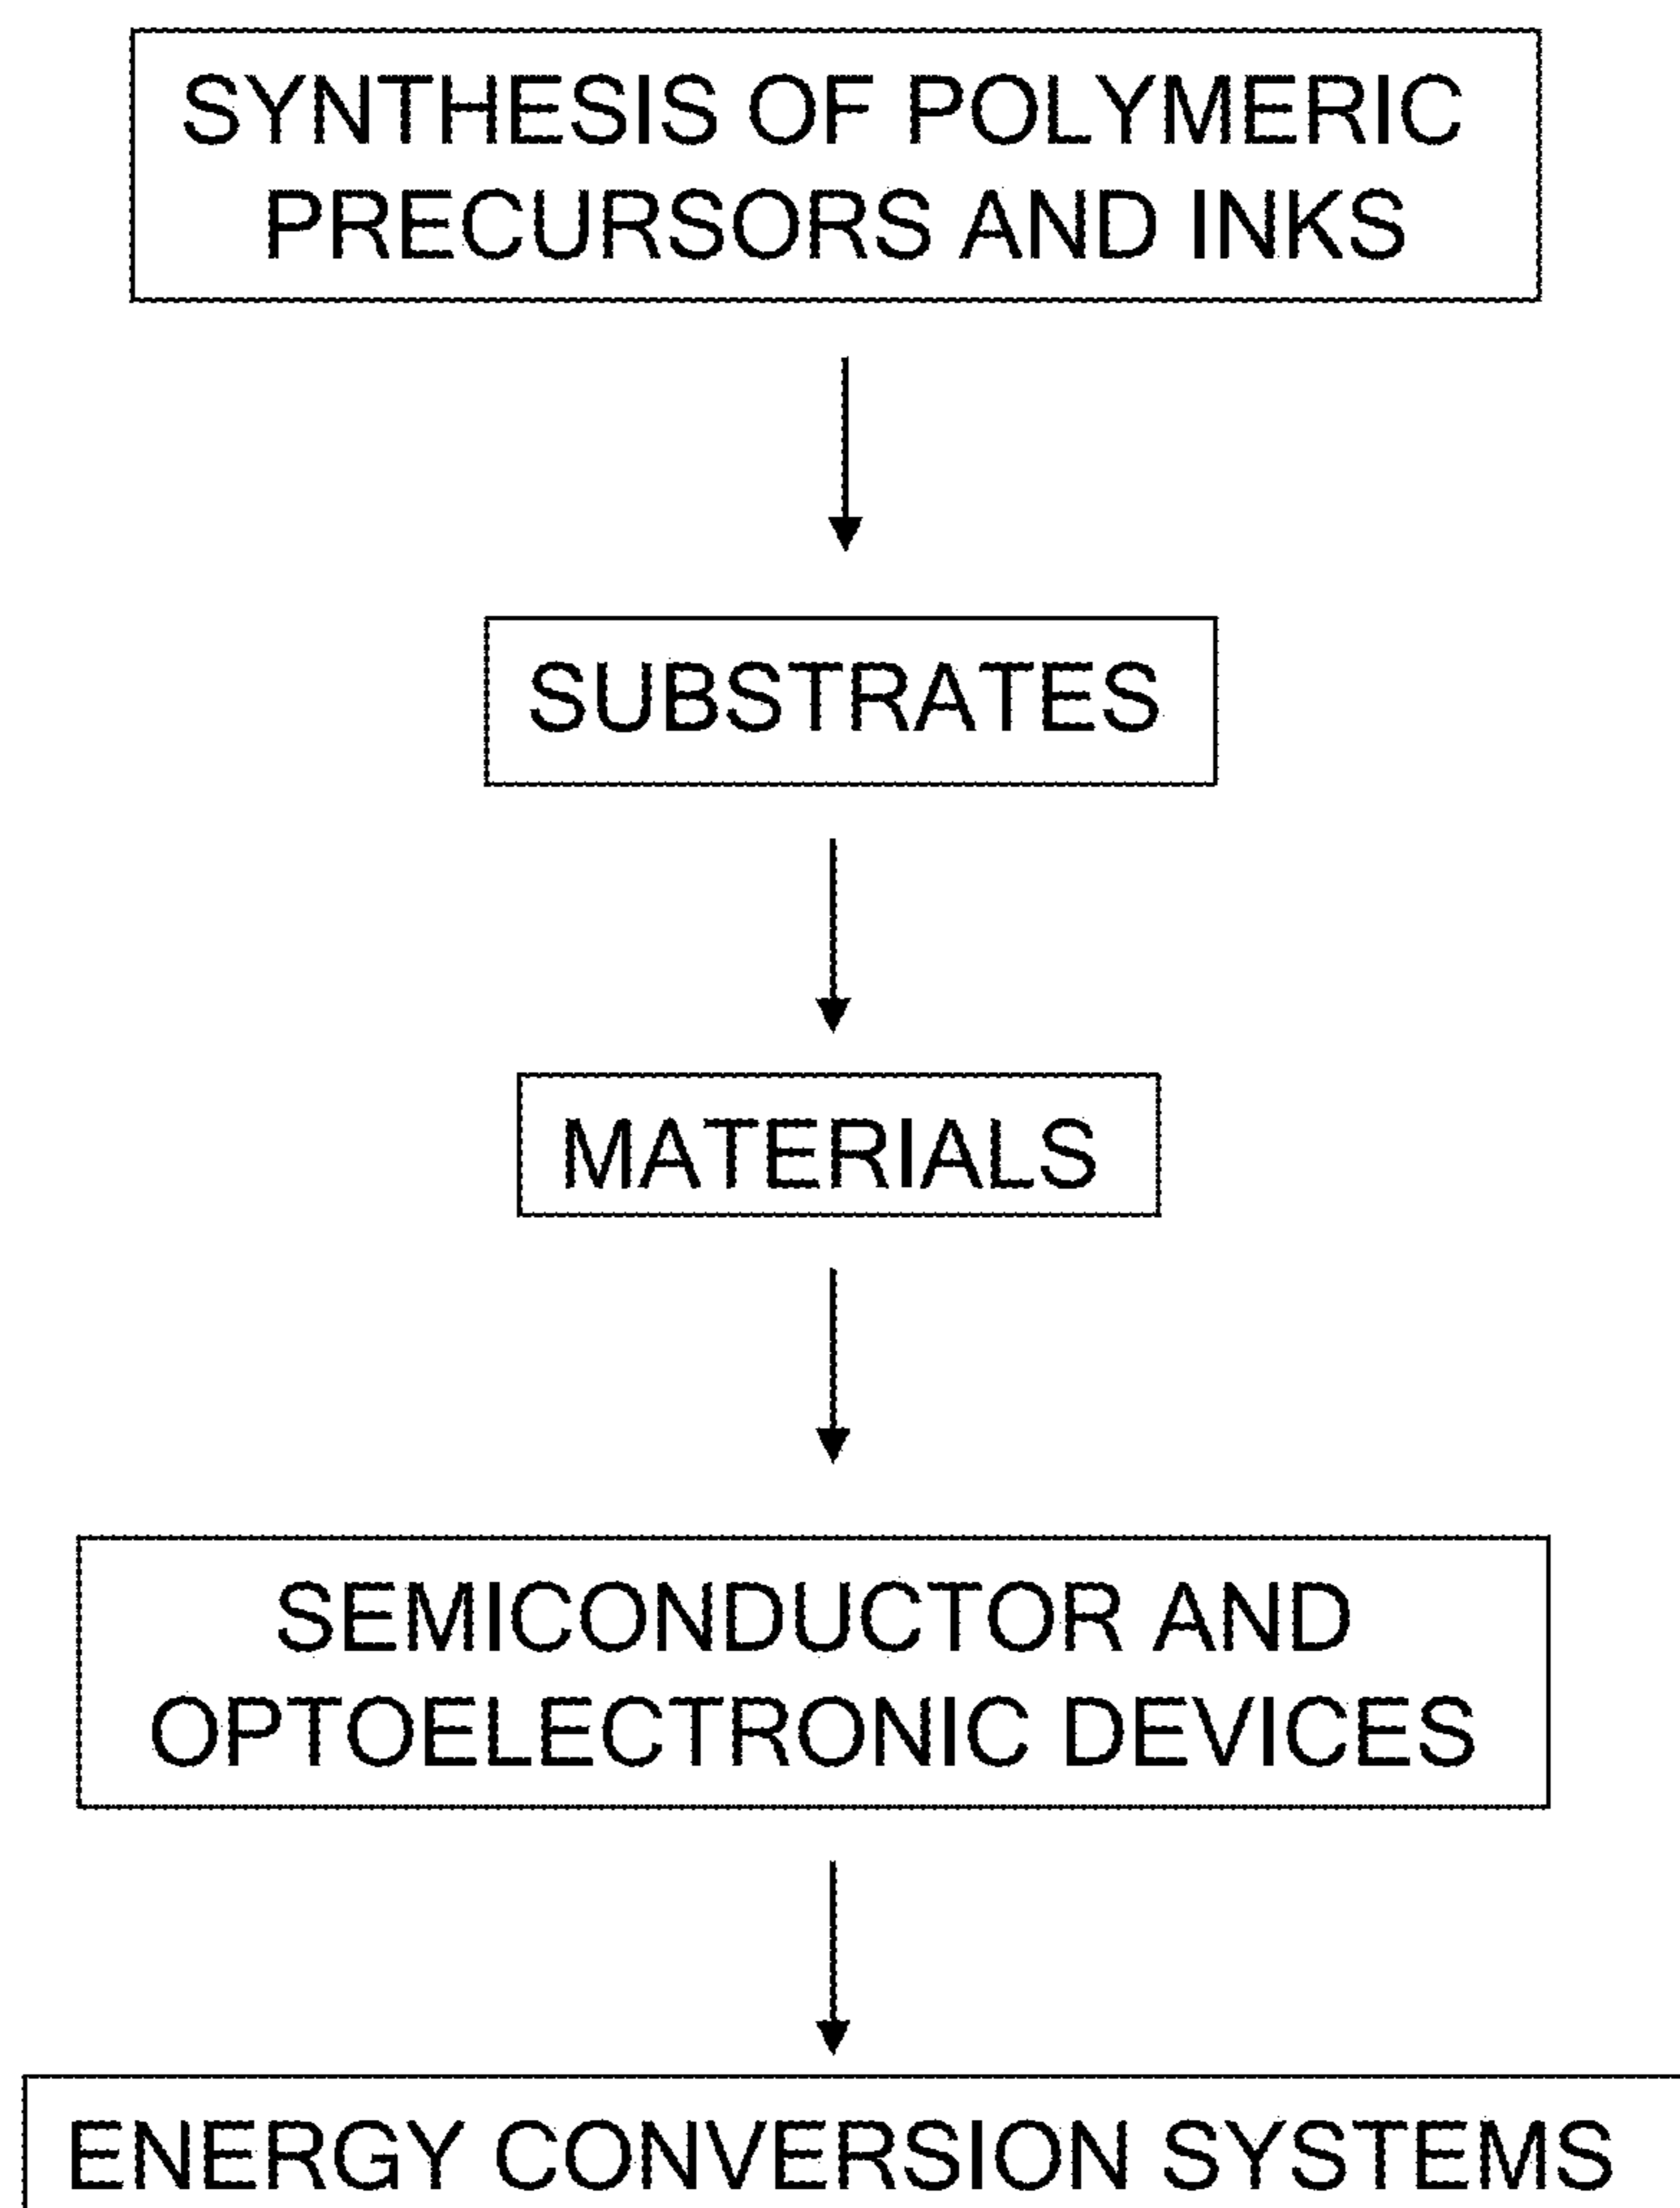 SYNTHESIS OF POLYMERIC
PRECURSORS AND INKS
SUBSTRATES
MATERIALS
SEMICONDUCTOR AND
OPTOELECTRONIC DEVICES
ENERGY CONVERSION SYSTEMS